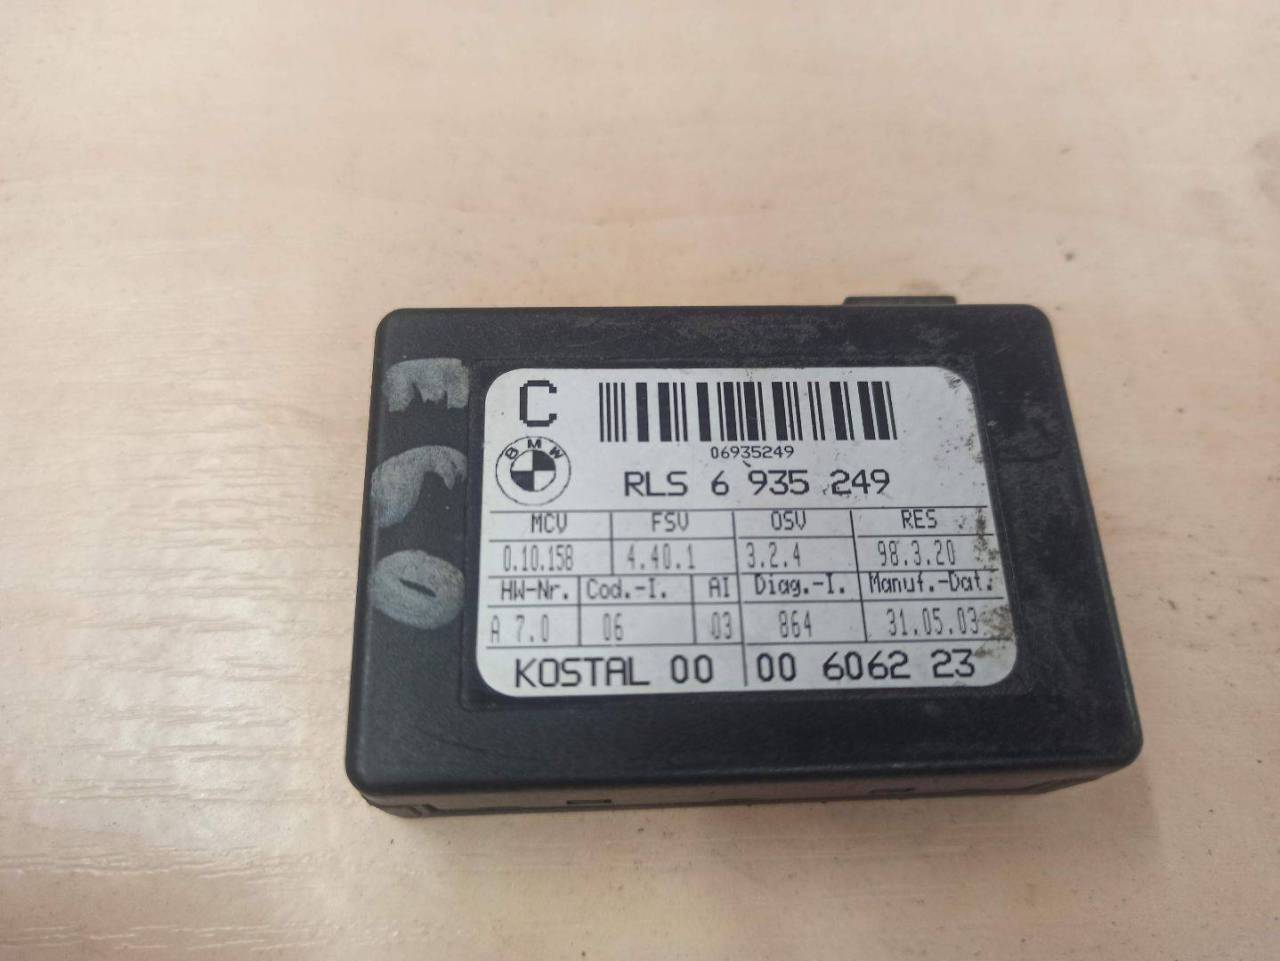 C
BMW
06935249
RLS 6 935 249
MCV FSV OSV RES
0.10.158 4.40.1 3.2.4 98.3.20
HW-Nr. Cod.-I. AI Diag.-I. Manuf.-Dat.
A 7.0 06 03 864 31.05.03
KOSTAL 00 00 6062 23